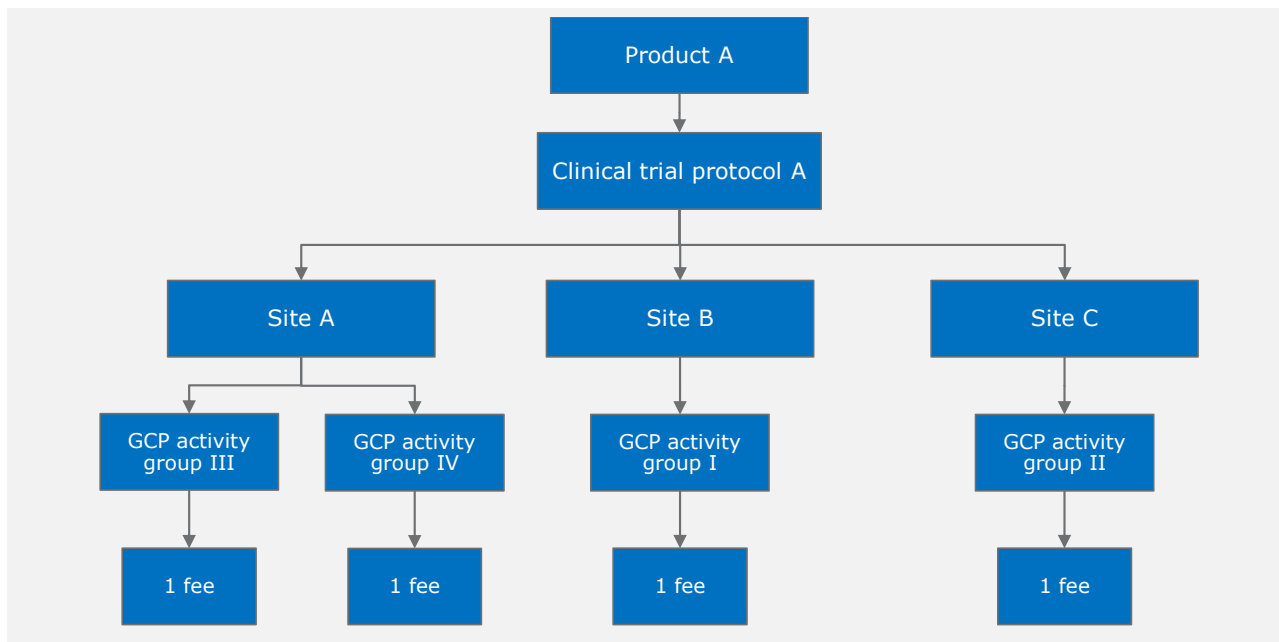 Product A
Clinical trial protocol A
Site A
Site B
Site C
GCP activity
group III
GCP activity
group IV
GCP activity
group I
GCP activity
group II
1 fee
1 fee
1 fee
1 fee